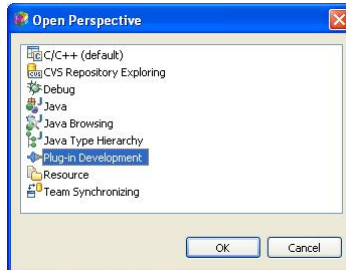 Open Perspective
C/C++ (default)
CVS Repository Exploring
Debug
Java
Java Browsing
Java Type Hierarchy
Plug-in Development
Resource
Team Synchronizing
OK
Cancel